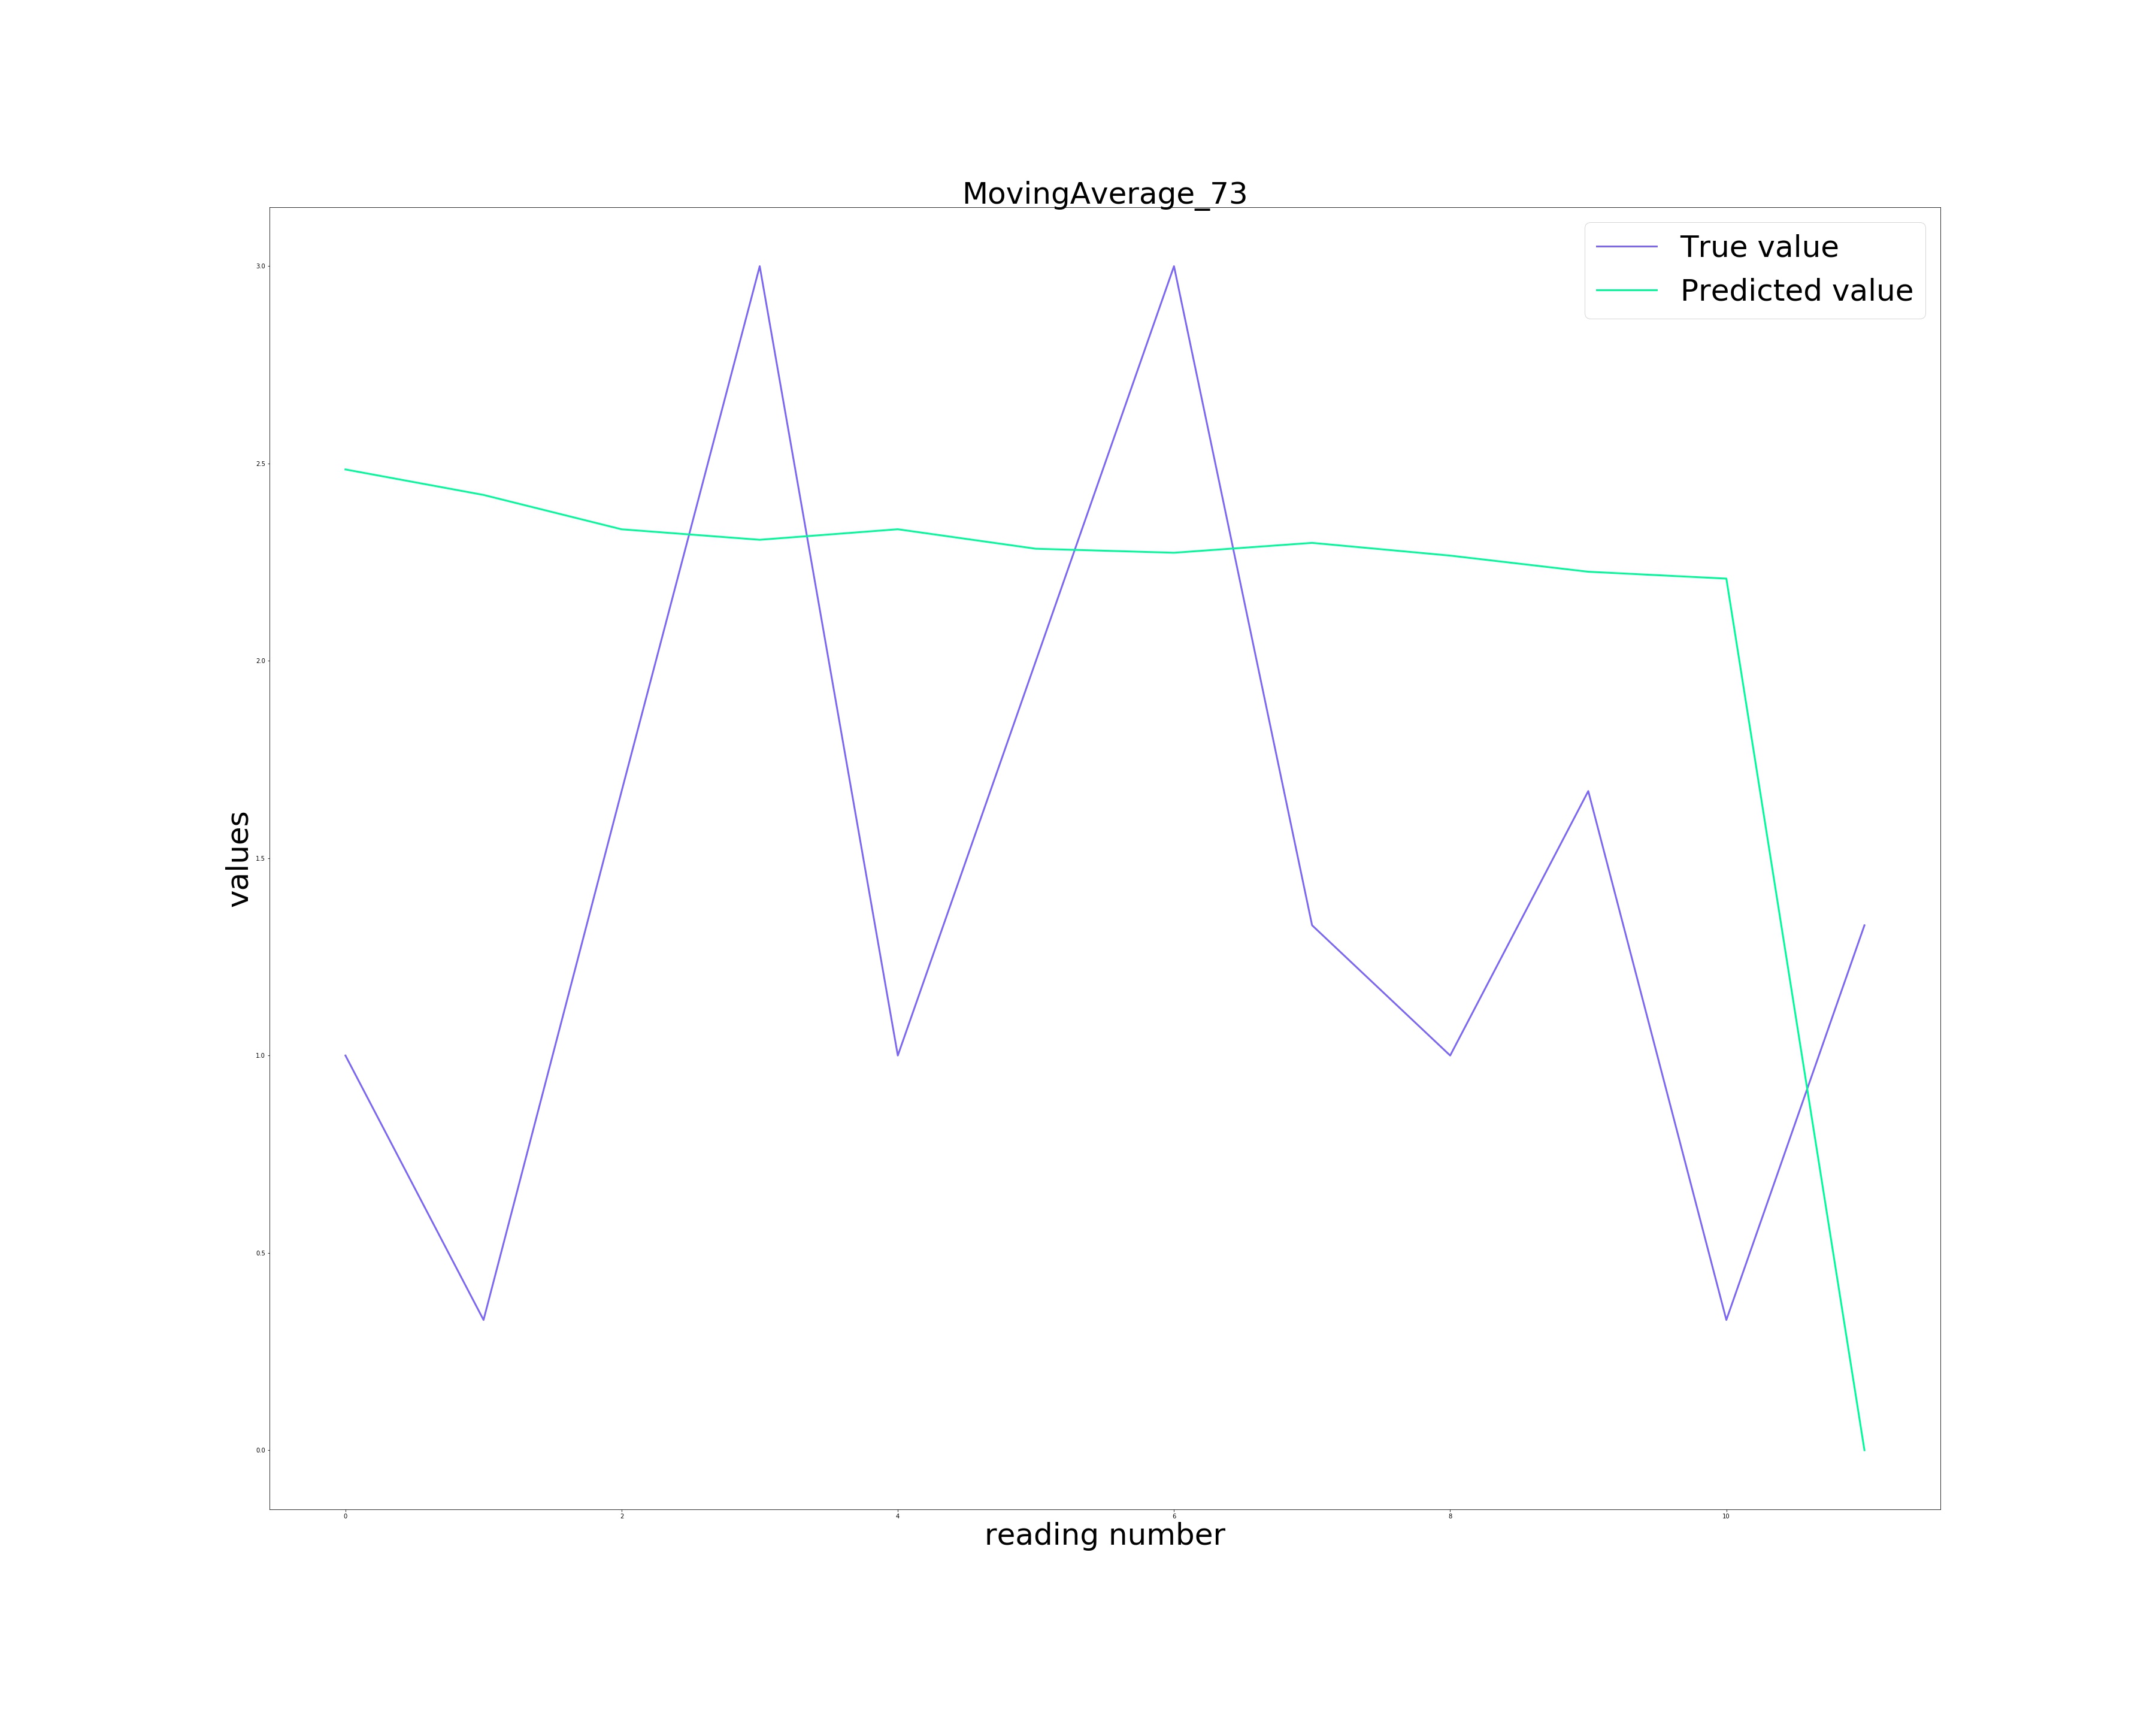 MovingAverage_73
True value
Predicted value
3.0
2.5
2.0
1.5
1.0
0.5
0.0
values
0 2 4 6 8 10
reading number